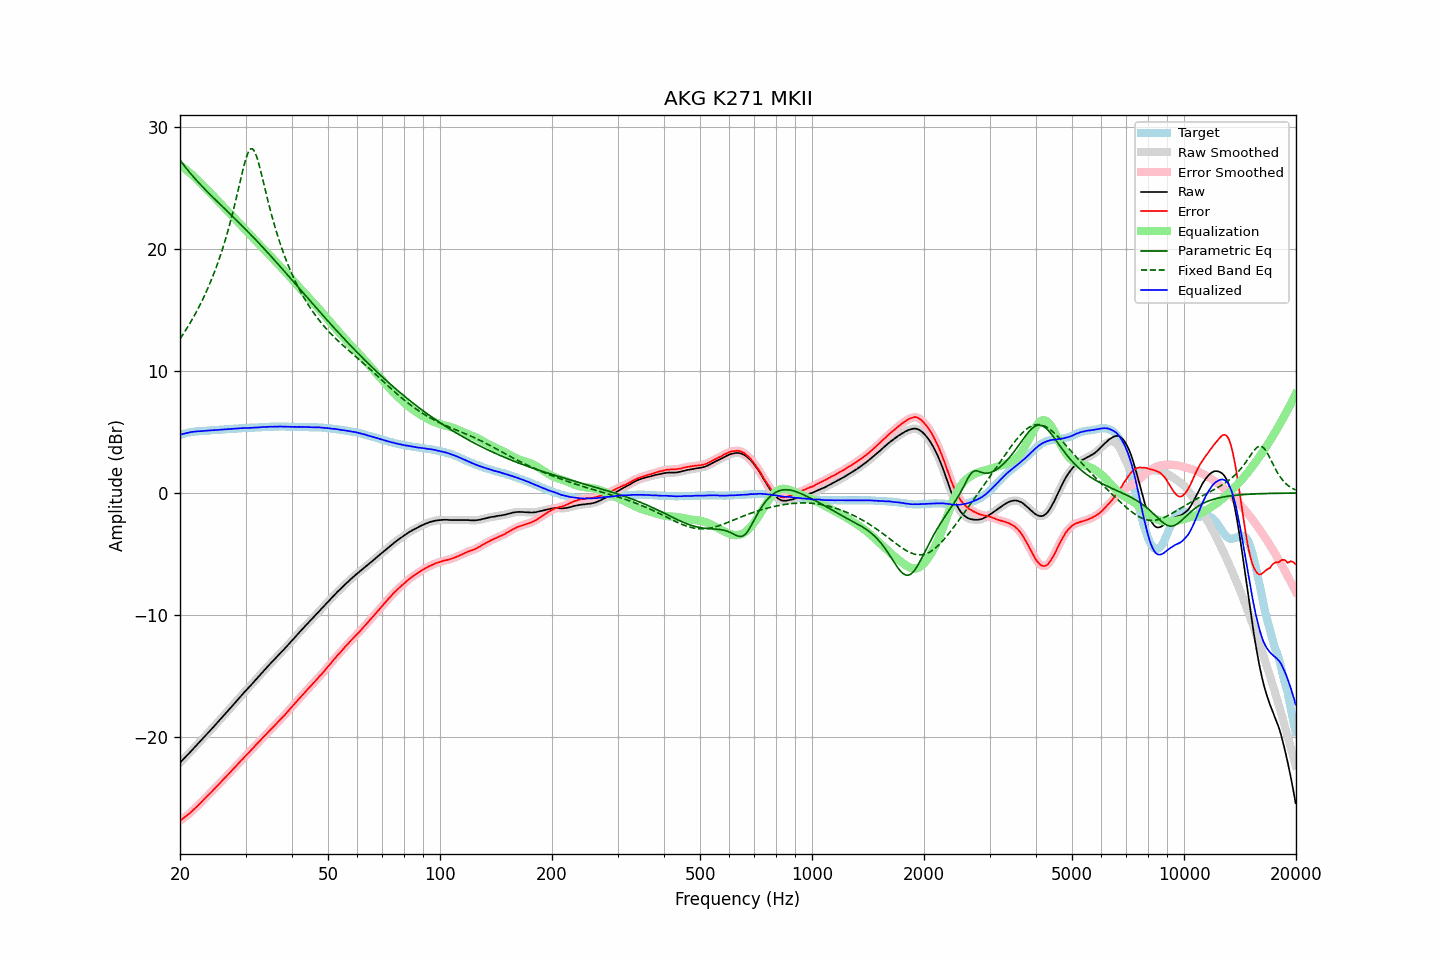 AKG K271 MKII
Target
Raw Smoothed
Error Smoothed
Raw
Error
Equalization
Parametric Eq
Fixed Band Eq
Equalized
Amplitude (dBr)
30
20
10
0
−10
−20
20 50 100 200 500 1000 2000 5000 10000 20000
Frequency (Hz)